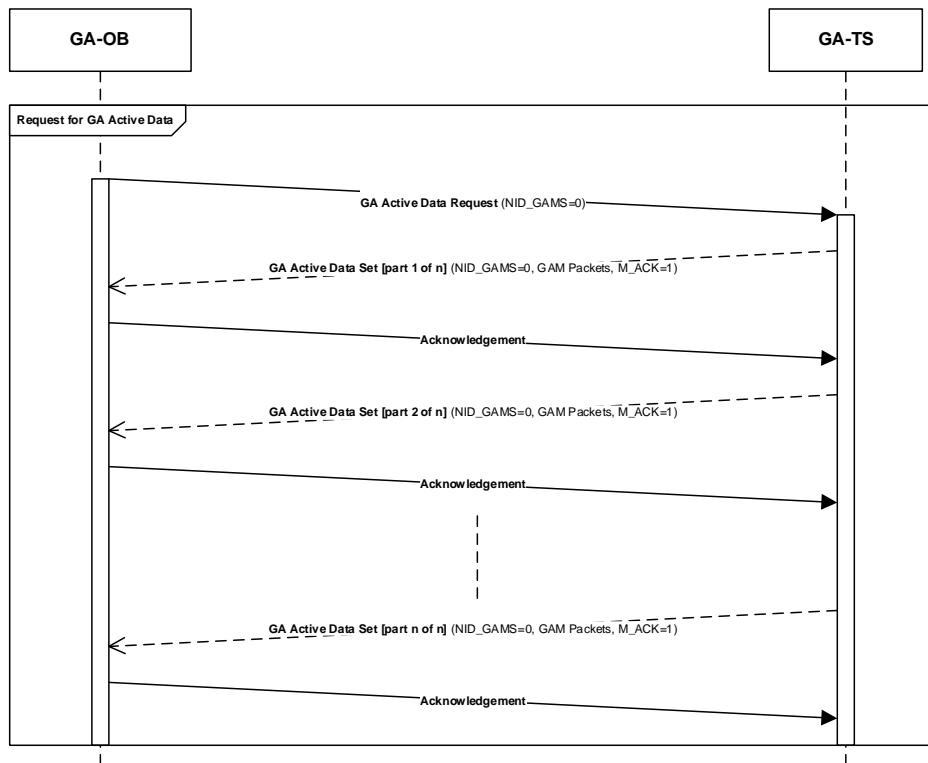 GA-OB
GA-TS
Request for GA Active Data
GA Active Data Request (NID_GAMS=0)
GA Active Data Set [part 1 of n] (NID_GAMS=0, GAM Packets, M_ACK=1)
Acknowledgement
GA Active Data Set [part 2 of n] (NID_GAMS=0, GAM Packets, M_ACK=1)
Acknowledgement
GA Active Data Set [part n of n] (NID_GAMS=0, GAM Packets, M_ACK=1)
Acknowledgement